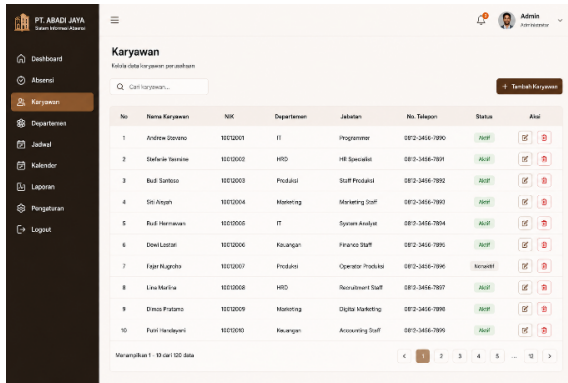 PT. ABADI JAYA
Sistem Informasi Absensi
Admin
Administrator
Dashboard
Absensi
Karyawan
Departemen
Jadwal
Kalender
Laporan
Pengaturan
Logout
Karyawan
Kelola data karyawan perusahaan
Cari karyawan...
+ Tambah Karyawan
No Nama Karyawan NIK Departemen Jabatan No. Telepon Status Aksi
1 Andrew Stevano 10012001 IT Programmer 0812-3456-7890 Aktif
2 Stefanie Yasmine 10012002 HRD HR Specialist 0812-3456-7891 Aktif
3 Budi Santoso 10012003 Produksi Staff Produksi 0812-3456-7892 Aktif
4 Siti Aisyah 10012004 Marketing Marketing Staff 0812-3456-7893 Aktif
5 Rudi Hermawan 10012005 IT System Analyst 0812-3456-7894 Aktif
6 Dewi Lestari 10012006 Keuangan Finance Staff 0812-3456-7895 Aktif
7 Fajar Nugroho 10012007 Produksi Operator Produksi 0812-3456-7896 Nonaktif
8 Lina Marlina 10012008 HRD Recruitment Staff 0812-3456-7897 Aktif
9 Dimas Pratama 10012009 Marketing Digital Marketing 0812-3456-7898 Aktif
10 Putri Handayani 10012010 Keuangan Accounting Staff 0812-3456-7899 Aktif
Menampilkan 1 - 10 dari 120 data
< 1 2 3 4 5 ... 12 >